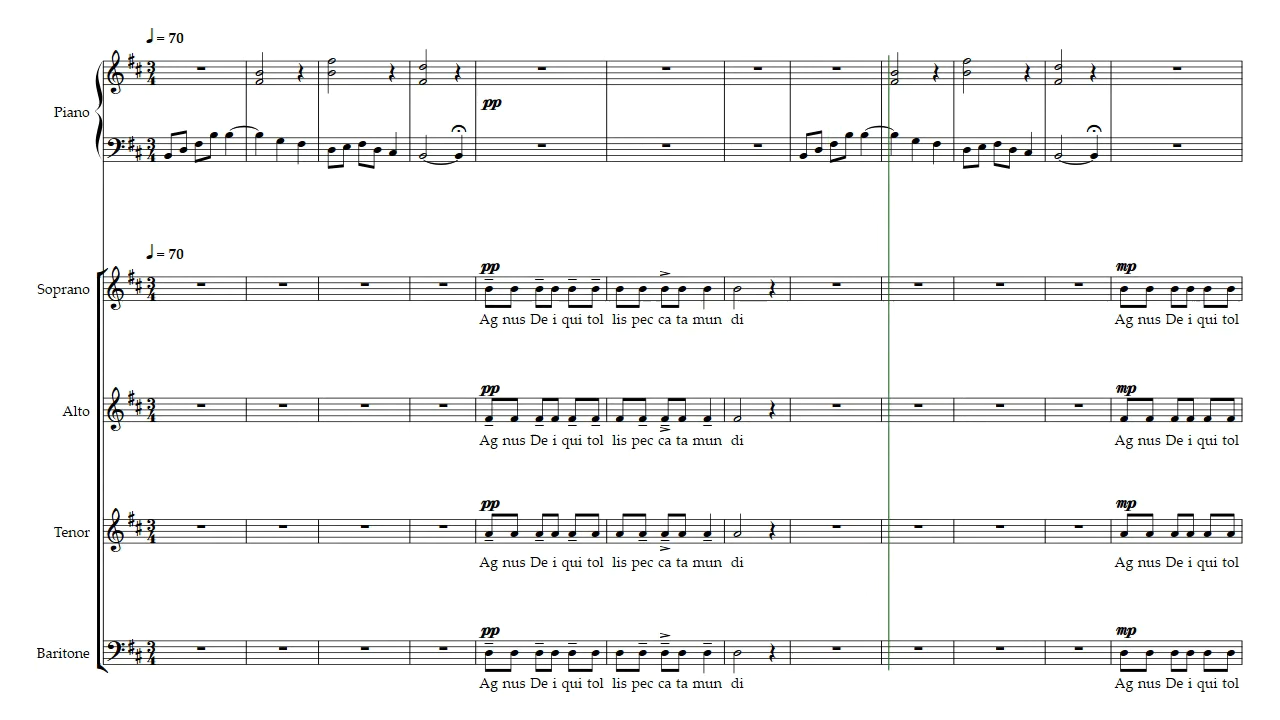 ♩ = 70
Piano
pp
♩ = 70
pp mp
Soprano
Ag nus De i qui tol lis pec ca ta mun di Ag nus De i qui tol
pp mp
Alto
Ag nus De i qui tol lis pec ca ta mun di Ag nus De i qui tol
pp mp
Tenor
Ag nus De i qui tol lis pec ca ta mun di Ag nus De i qui tol
pp mp
Baritone
Ag nus De i qui tol lis pec ca ta mun di Ag nus De i qui tol